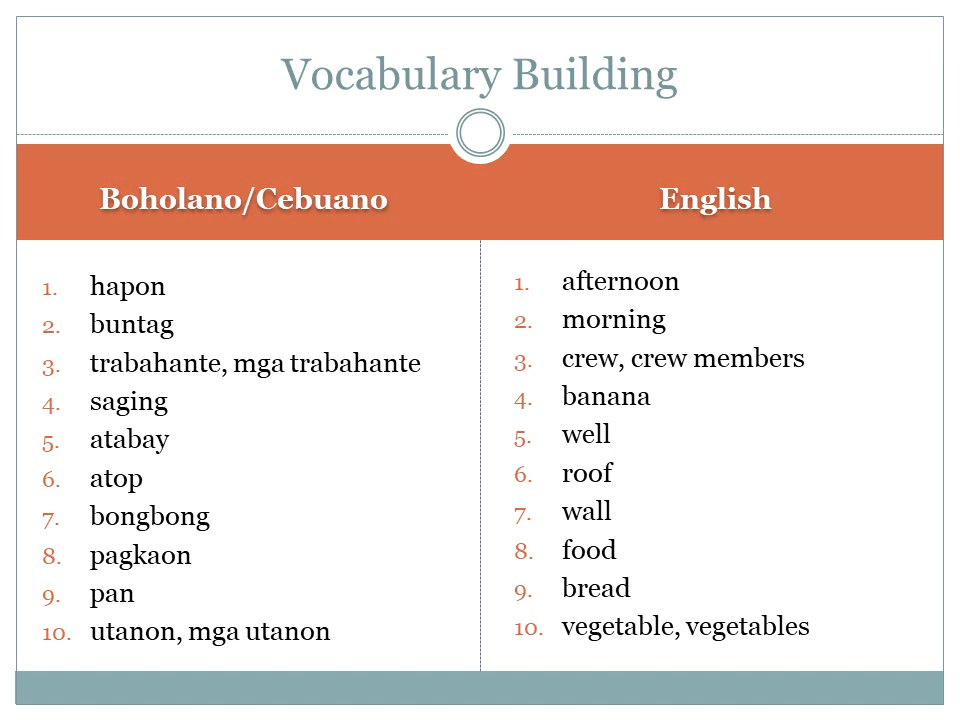 Vocabulary Building
Boholano/Cebuano
1. hapon
2. buntag
3. trabahante, mga trabahante
4. saging
5. atabay
6. atop
7. bongbong
8. pagkaon
9. pan
10. utanon, mga utanon
English
1. afternoon
2. morning
3. crew, crew members
4. banana
5. well
6. roof
7. wall
8. food
9. bread
10. vegetable, vegetables